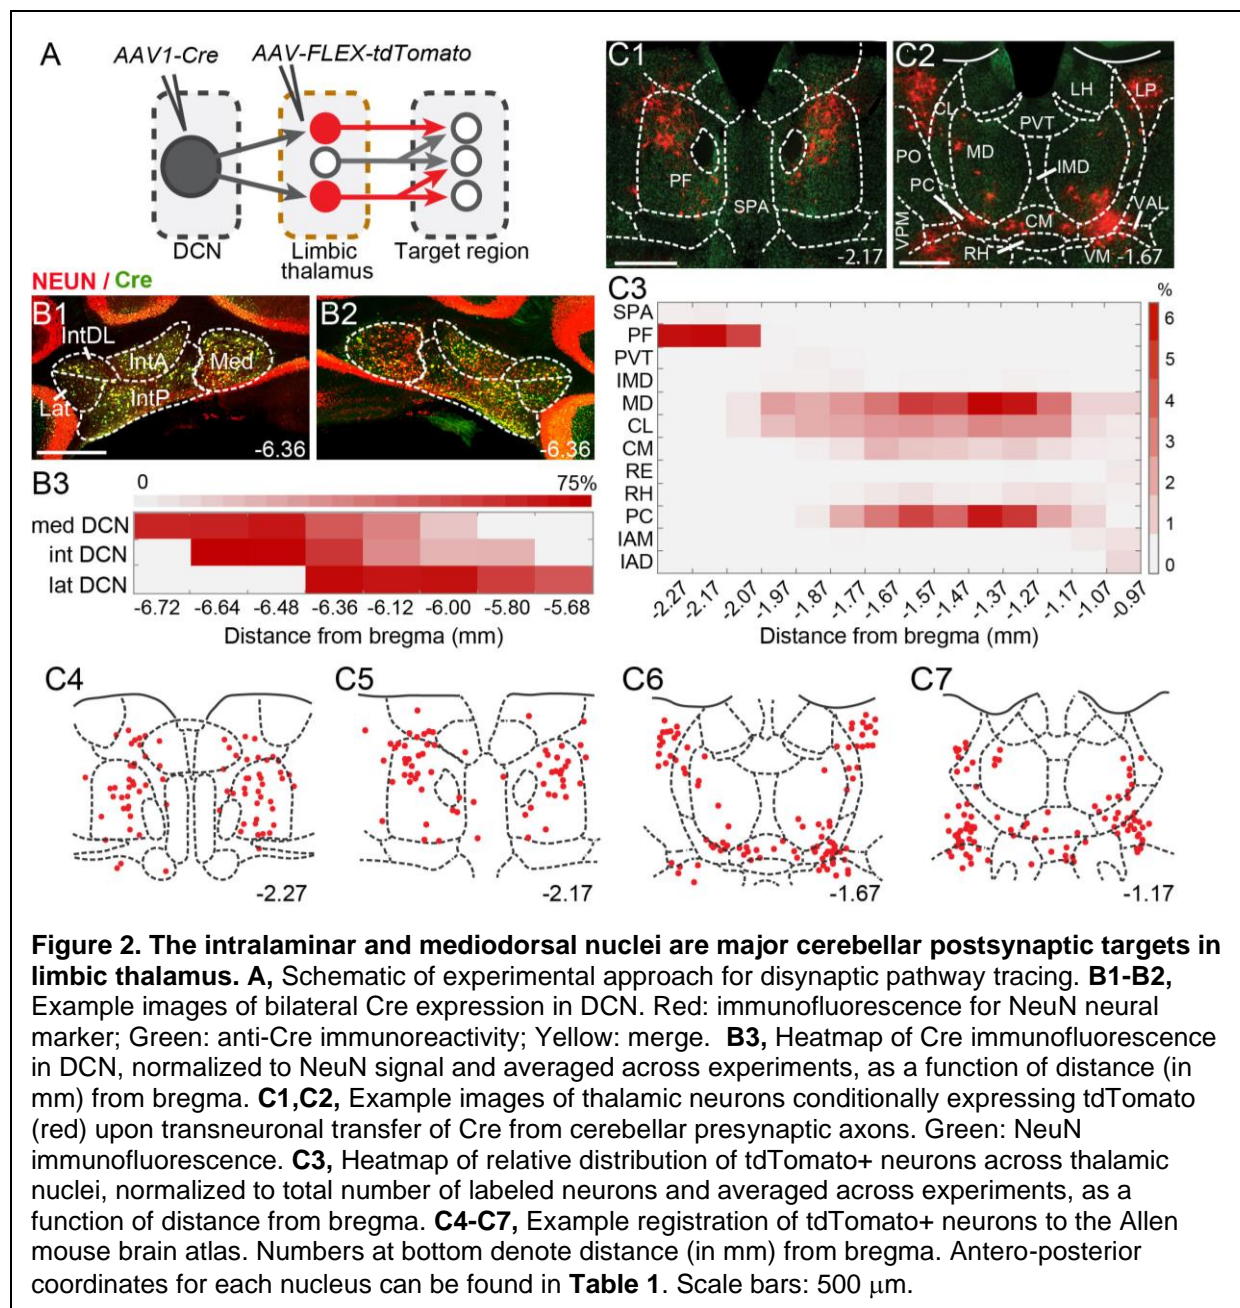 A
AAV1-Cre
AAV-FLEX-tdTomato
DCN
Limbic
thalamus
Target region
C1
PF
SPA
-2.17
C2
CL
LH
LP
PVT
MD
PO
IMD
PC
VAL
CM
VPM
RH
VM
-1.67
NEUN / Cre
B1
IntDL
IntA
Med
Lat
IntP
-6.36
B2
-6.36
B3
0
75%
med DCN
int DCN
lat DCN
-6.72 -6.64 -6.48 -6.36 -6.12 -6.00 -5.80 -5.68
Distance from bregma (mm)
C3
%
SPA
PF
PVT
IMD
MD
CL
CM
RE
RH
PC
IAM
IAD
6
5
4
3
2
1
0
-2.27 -2.17 -2.07 -1.97 -1.87 -1.77 -1.67 -1.57 -1.47 -1.37 -1.27 -1.17 -1.07 -0.97
Distance from bregma (mm)
C4
-2.27
C5
-2.17
C6
-1.67
C7
-1.17
Figure 2. The intralaminar and mediodorsal nuclei are major cerebellar postsynaptic targets in
limbic thalamus. A, Schematic of experimental approach for disynaptic pathway tracing. B1-B2,
Example images of bilateral Cre expression in DCN. Red: immunofluorescence for NeuN neural
marker; Green: anti-Cre immunoreactivity; Yellow: merge. B3, Heatmap of Cre immunofluorescence
in DCN, normalized to NeuN signal and averaged across experiments, as a function of distance (in
mm) from bregma. C1,C2, Example images of thalamic neurons conditionally expressing tdTomato
(red) upon transneuronal transfer of Cre from cerebellar presynaptic axons. Green: NeuN
immunofluorescence. C3, Heatmap of relative distribution of tdTomato+ neurons across thalamic
nuclei, normalized to total number of labeled neurons and averaged across experiments, as a
function of distance from bregma. C4-C7, Example registration of tdTomato+ neurons to the Allen
mouse brain atlas. Numbers at bottom denote distance (in mm) from bregma. Antero-posterior
coordinates for each nucleus can be found in Table 1. Scale bars: 500 μm.